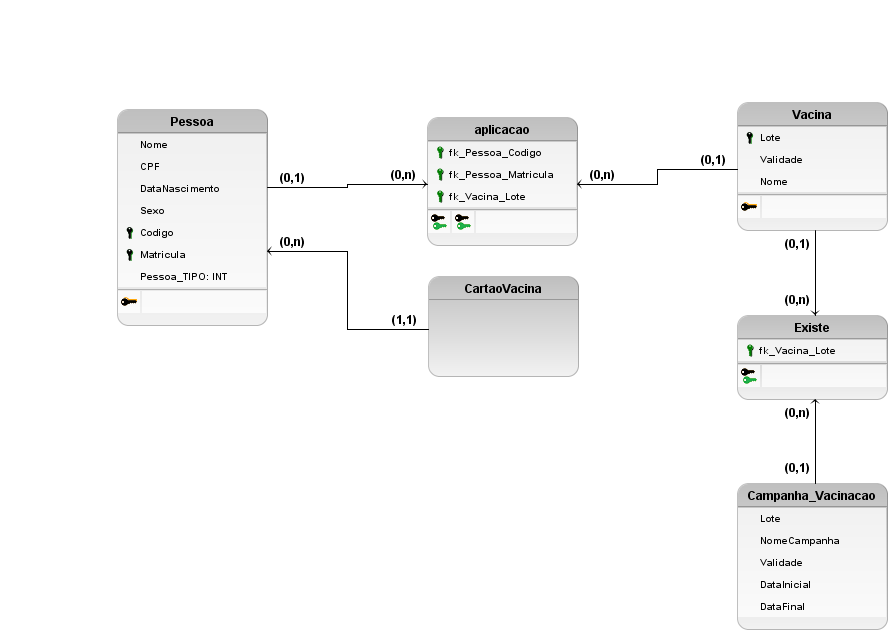 Pessoa
Nome
CPF
DataNascimento
Sexo
Codigo
Matricula
Pessoa_TIPO: INT
(0,1)
(0,n)
aplicacao
fk_Pessoa_Codigo
fk_Pessoa_Matricula
fk_Vacina_Lote
(0,n)
(0,1)
Vacina
Lote
Validade
Nome
(0,n)
(1,1)
CartaoVacina
(0,1)
(0,n)
Existe
fk_Vacina_Lote
(0,n)
(0,1)
Campanha_Vacinacao
Lote
NomeCampanha
Validade
DataInicial
DataFinal